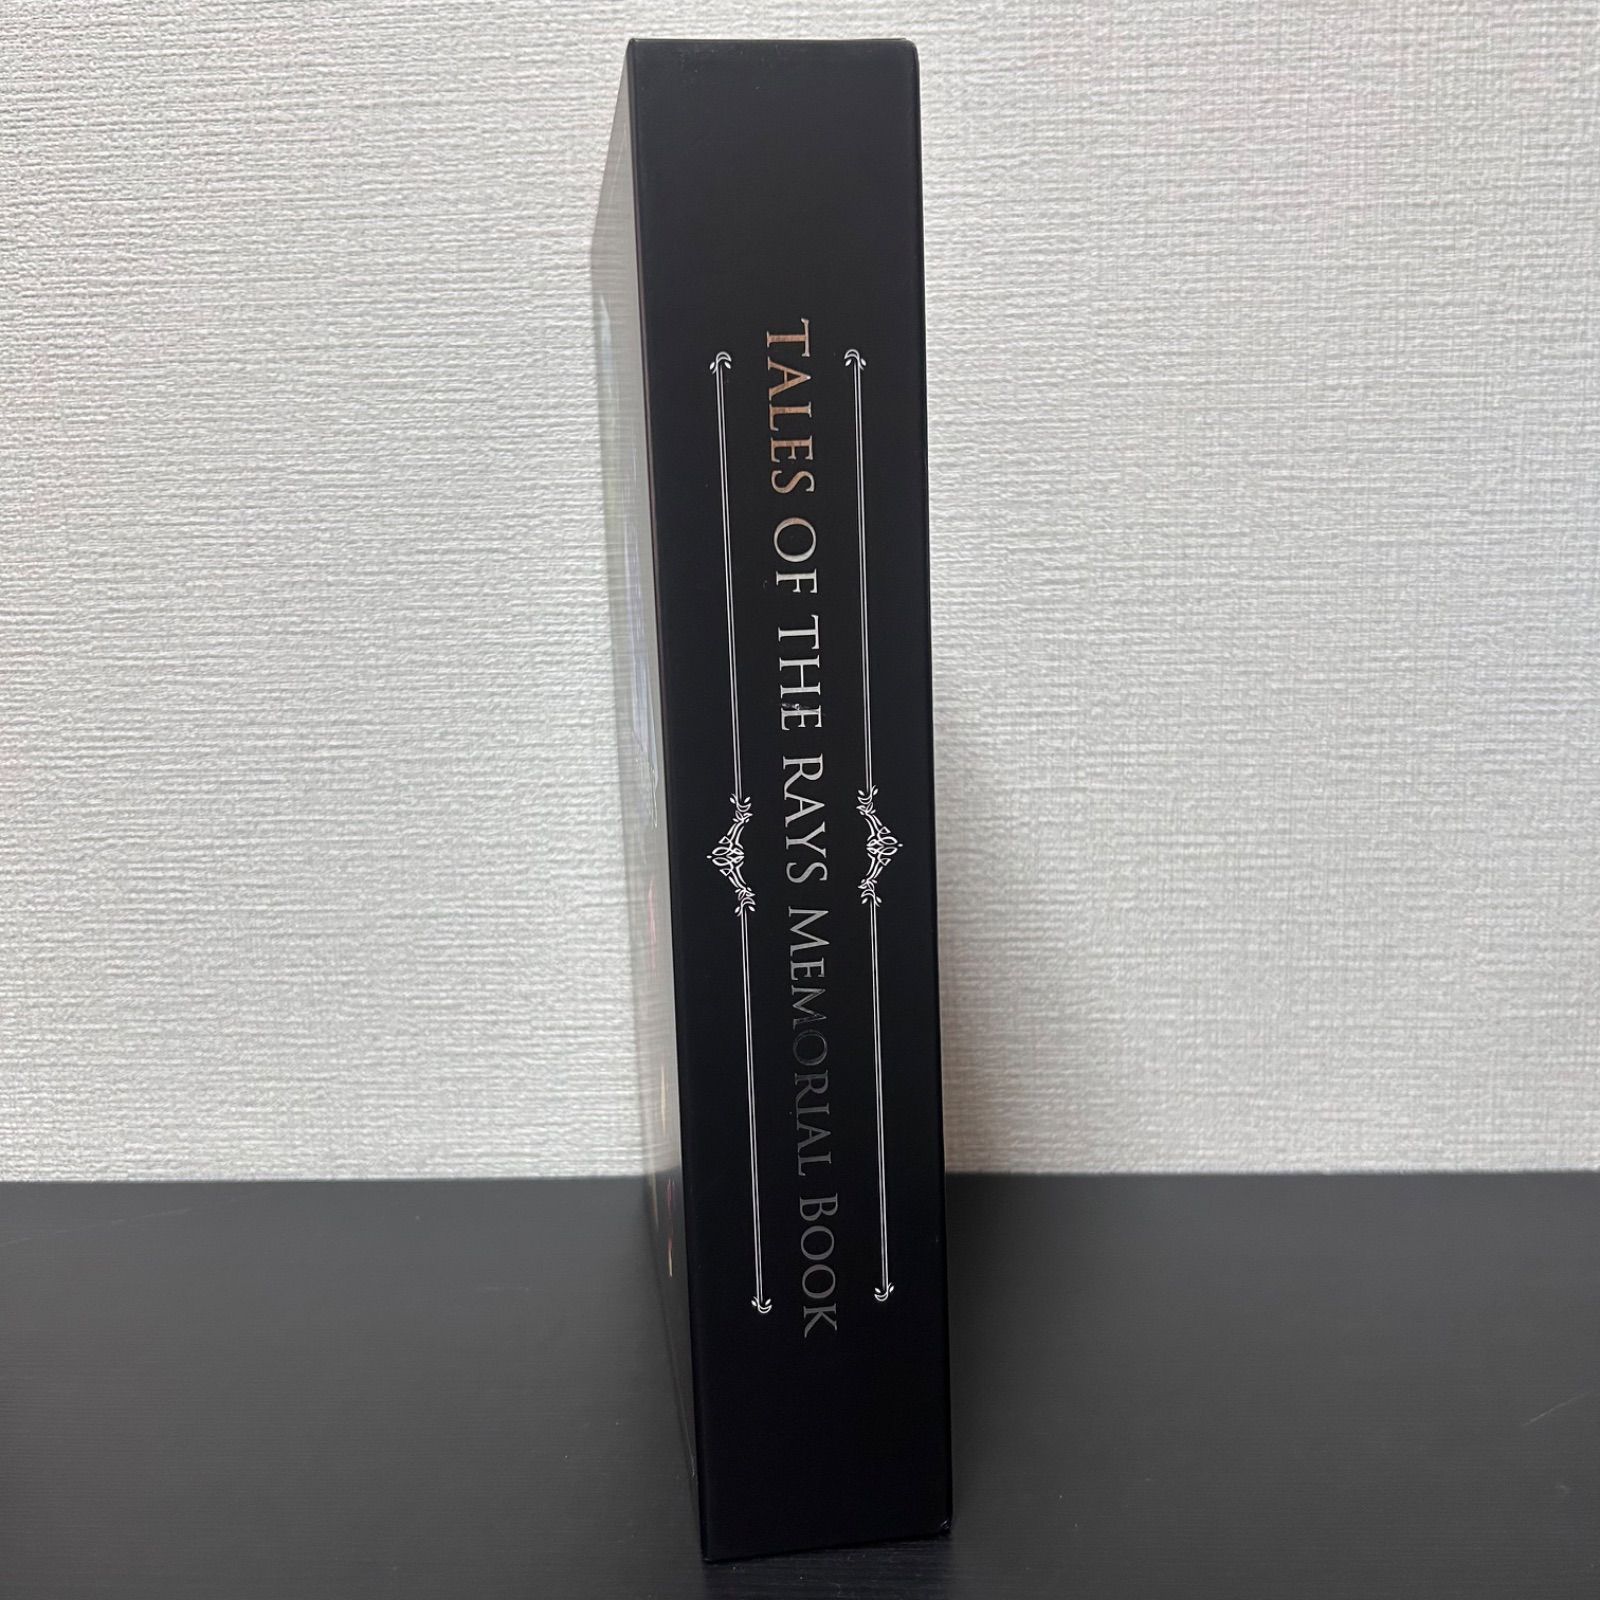 TALES OF THE RAYS MEMORIAL BOOK